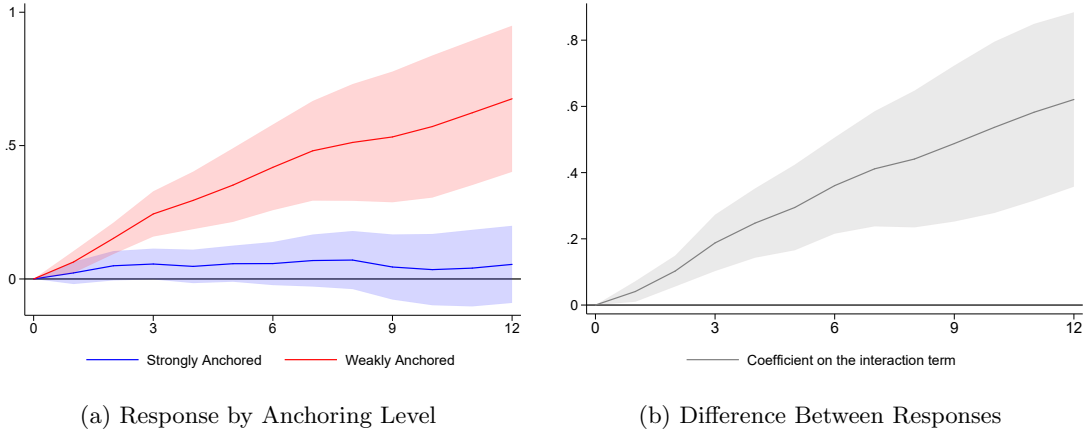 1
.5
0
0 3 6 9 12
Strongly Anchored Weakly Anchored
(a) Response by Anchoring Level
.8
.6
.4
.2
0
0 3 6 9 12
Coefficient on the interaction term
(b) Difference Between Responses